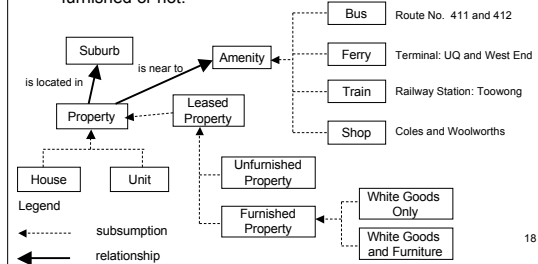 furnished or not.
Bus
Route No. 411 and 412
Suburb
is near to
Amenity
Ferry
Terminal: UQ and West End
is located in
Train
Railway Station: Toowong
Property
Leased
Property
Shop
Coles and Woolworths
House
Unit
Unfurnished
Property
Furnished
Property
White Goods
Only
White Goods
and Furniture
Legend
subsumption
relationship
18